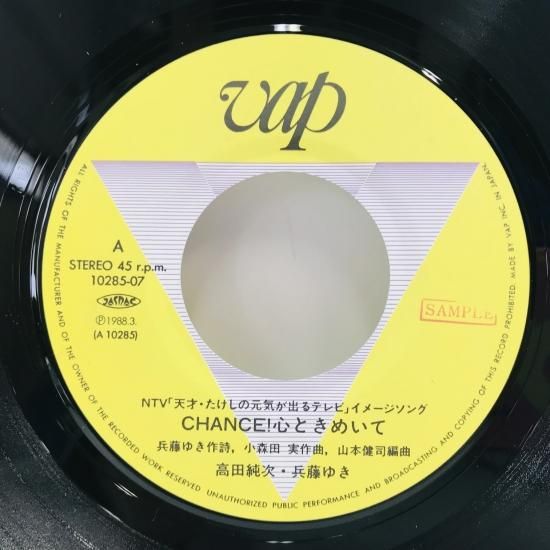 vap
A
STEREO 45 r.p.m.
10285-07
JASRAC
Ⓟ1988.3.
(A 10285)
SAMPLE
NTV「天才・たけしの元気が出るテレビ」イメージソング
CHANCE!心ときめいて
兵藤ゆき作詩, 小森田 実作曲, 山本健司編曲
高田純次・兵藤ゆき
ALL RIGHTS OF THE MANUFACTURER AND OF THE OWNER OF THE RECORDED WORK RESERVED UNAUTHORIZED PUBLIC PERFORMANCE AND BROADCASTING AND COPYING OF THIS RECORD PROHIBITED. MADE BY VAP INC. IN JAPAN.